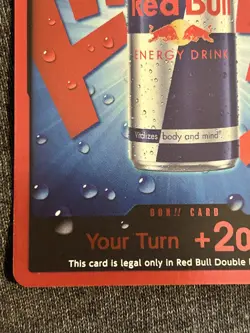 Red Bull
ENERGY DRINK
Vitalizes body and mind
DON!! CARD
Your Turn +20
This card is legal only in Red Bull Double